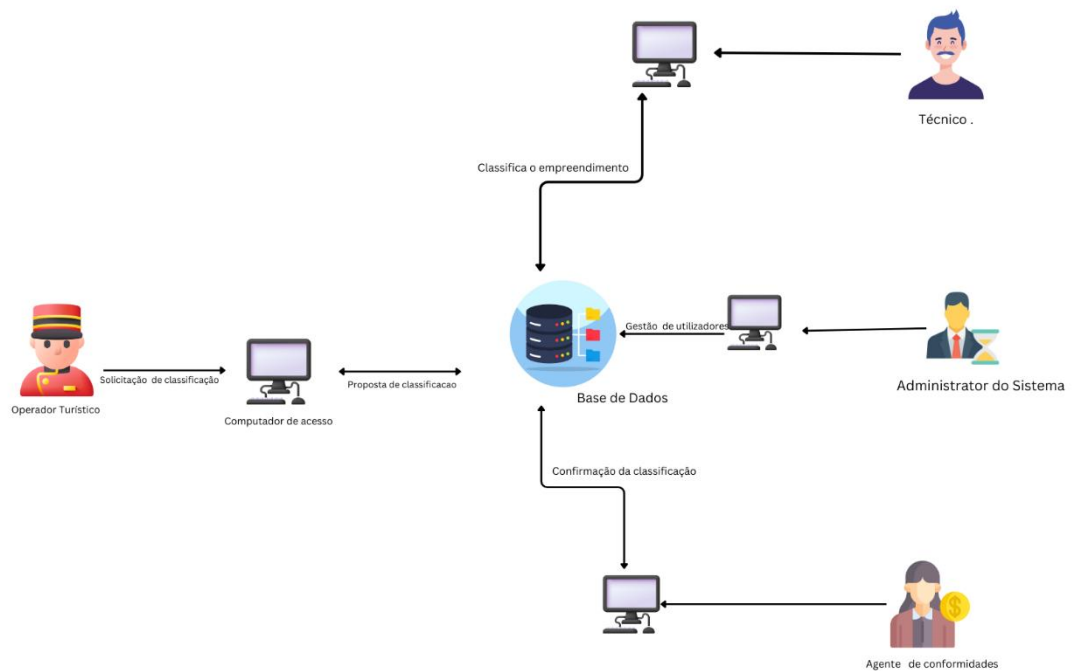 Técnico .
Classifica o empreendimento
Gestão de utilizadores
Solicitação de classificação
Proposta de classificacao
Administrator do Sistema
Base de Dados
Operador Turístico
Computador de acesso
Confirmação da classificação
Agente de conformidades